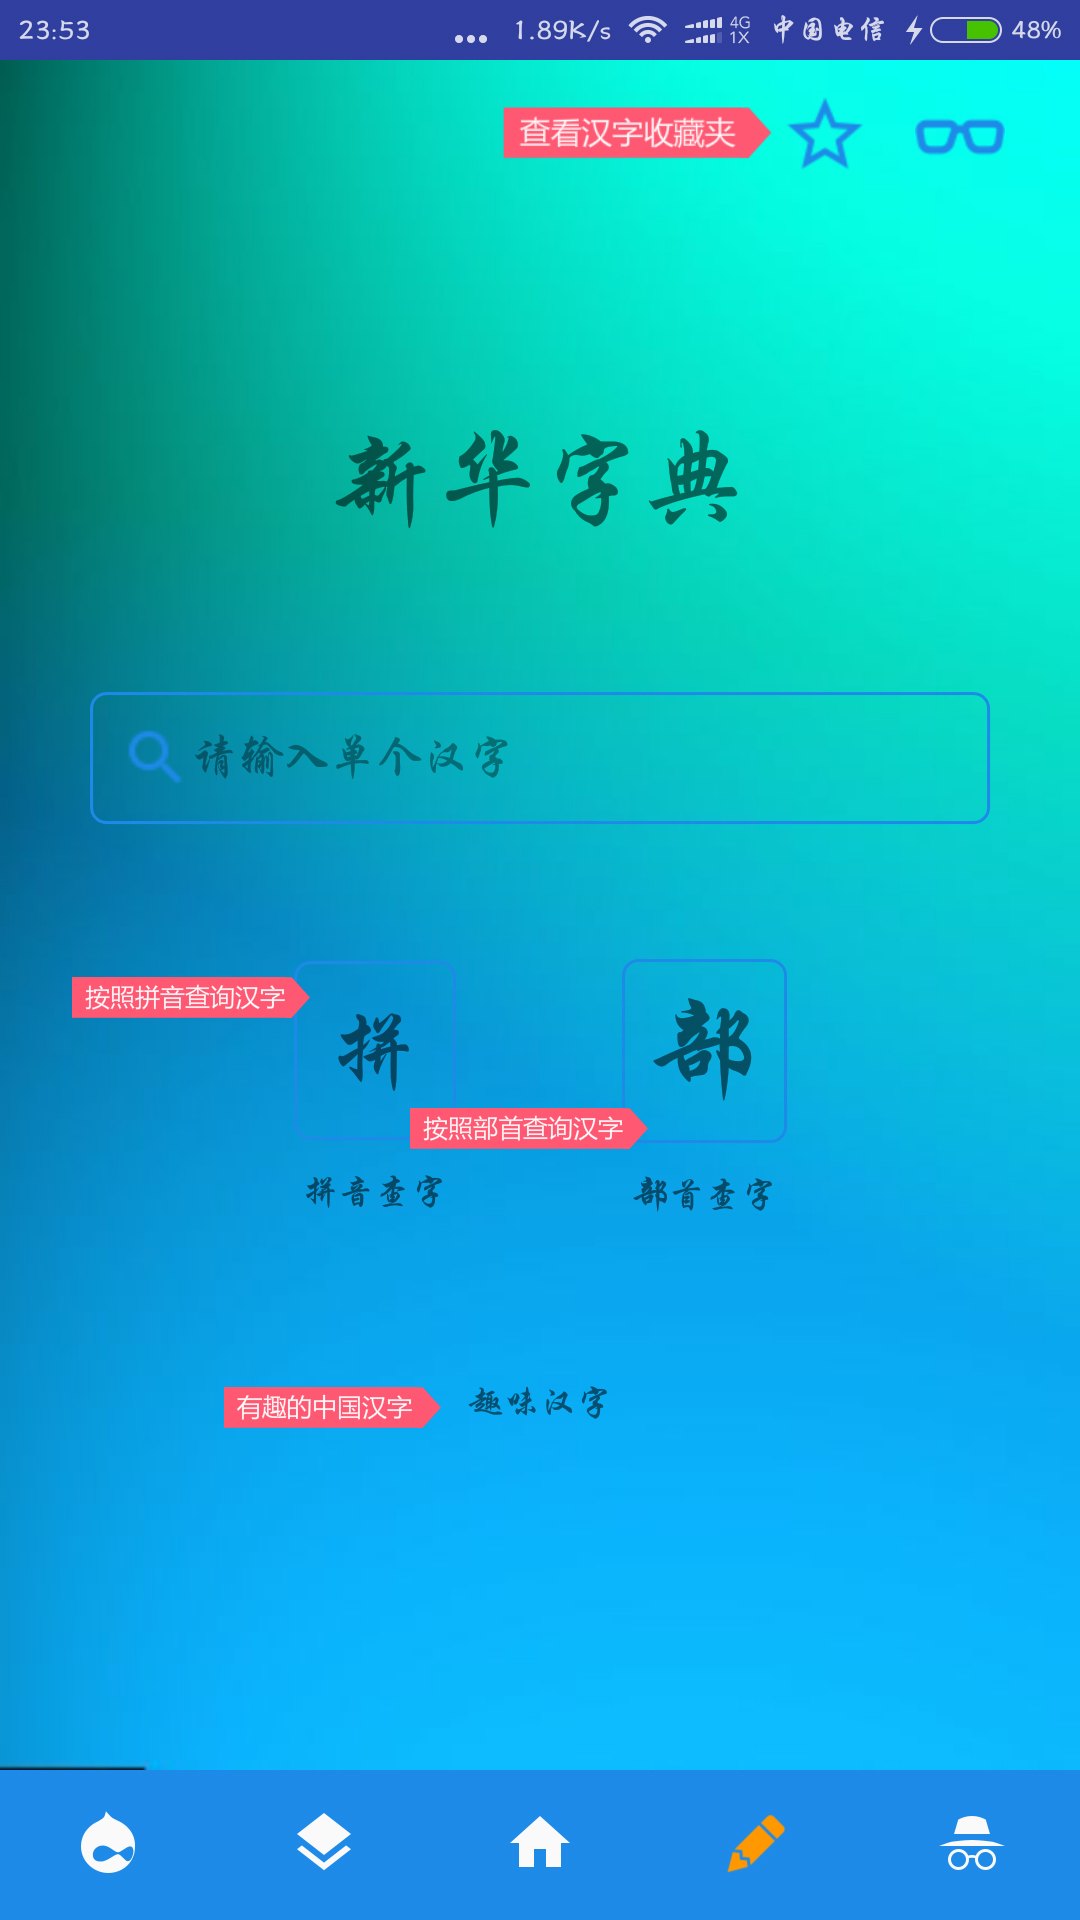 23:53 ... 1.89K/s 4G 1X 中国电信 48%
查看汉字收藏夹
新华字典
请输入单个汉字
按照拼音查询汉字
拼
部
按照部首查询汉字
拼音查字
部首查字
有趣的中国汉字
趣味汉字